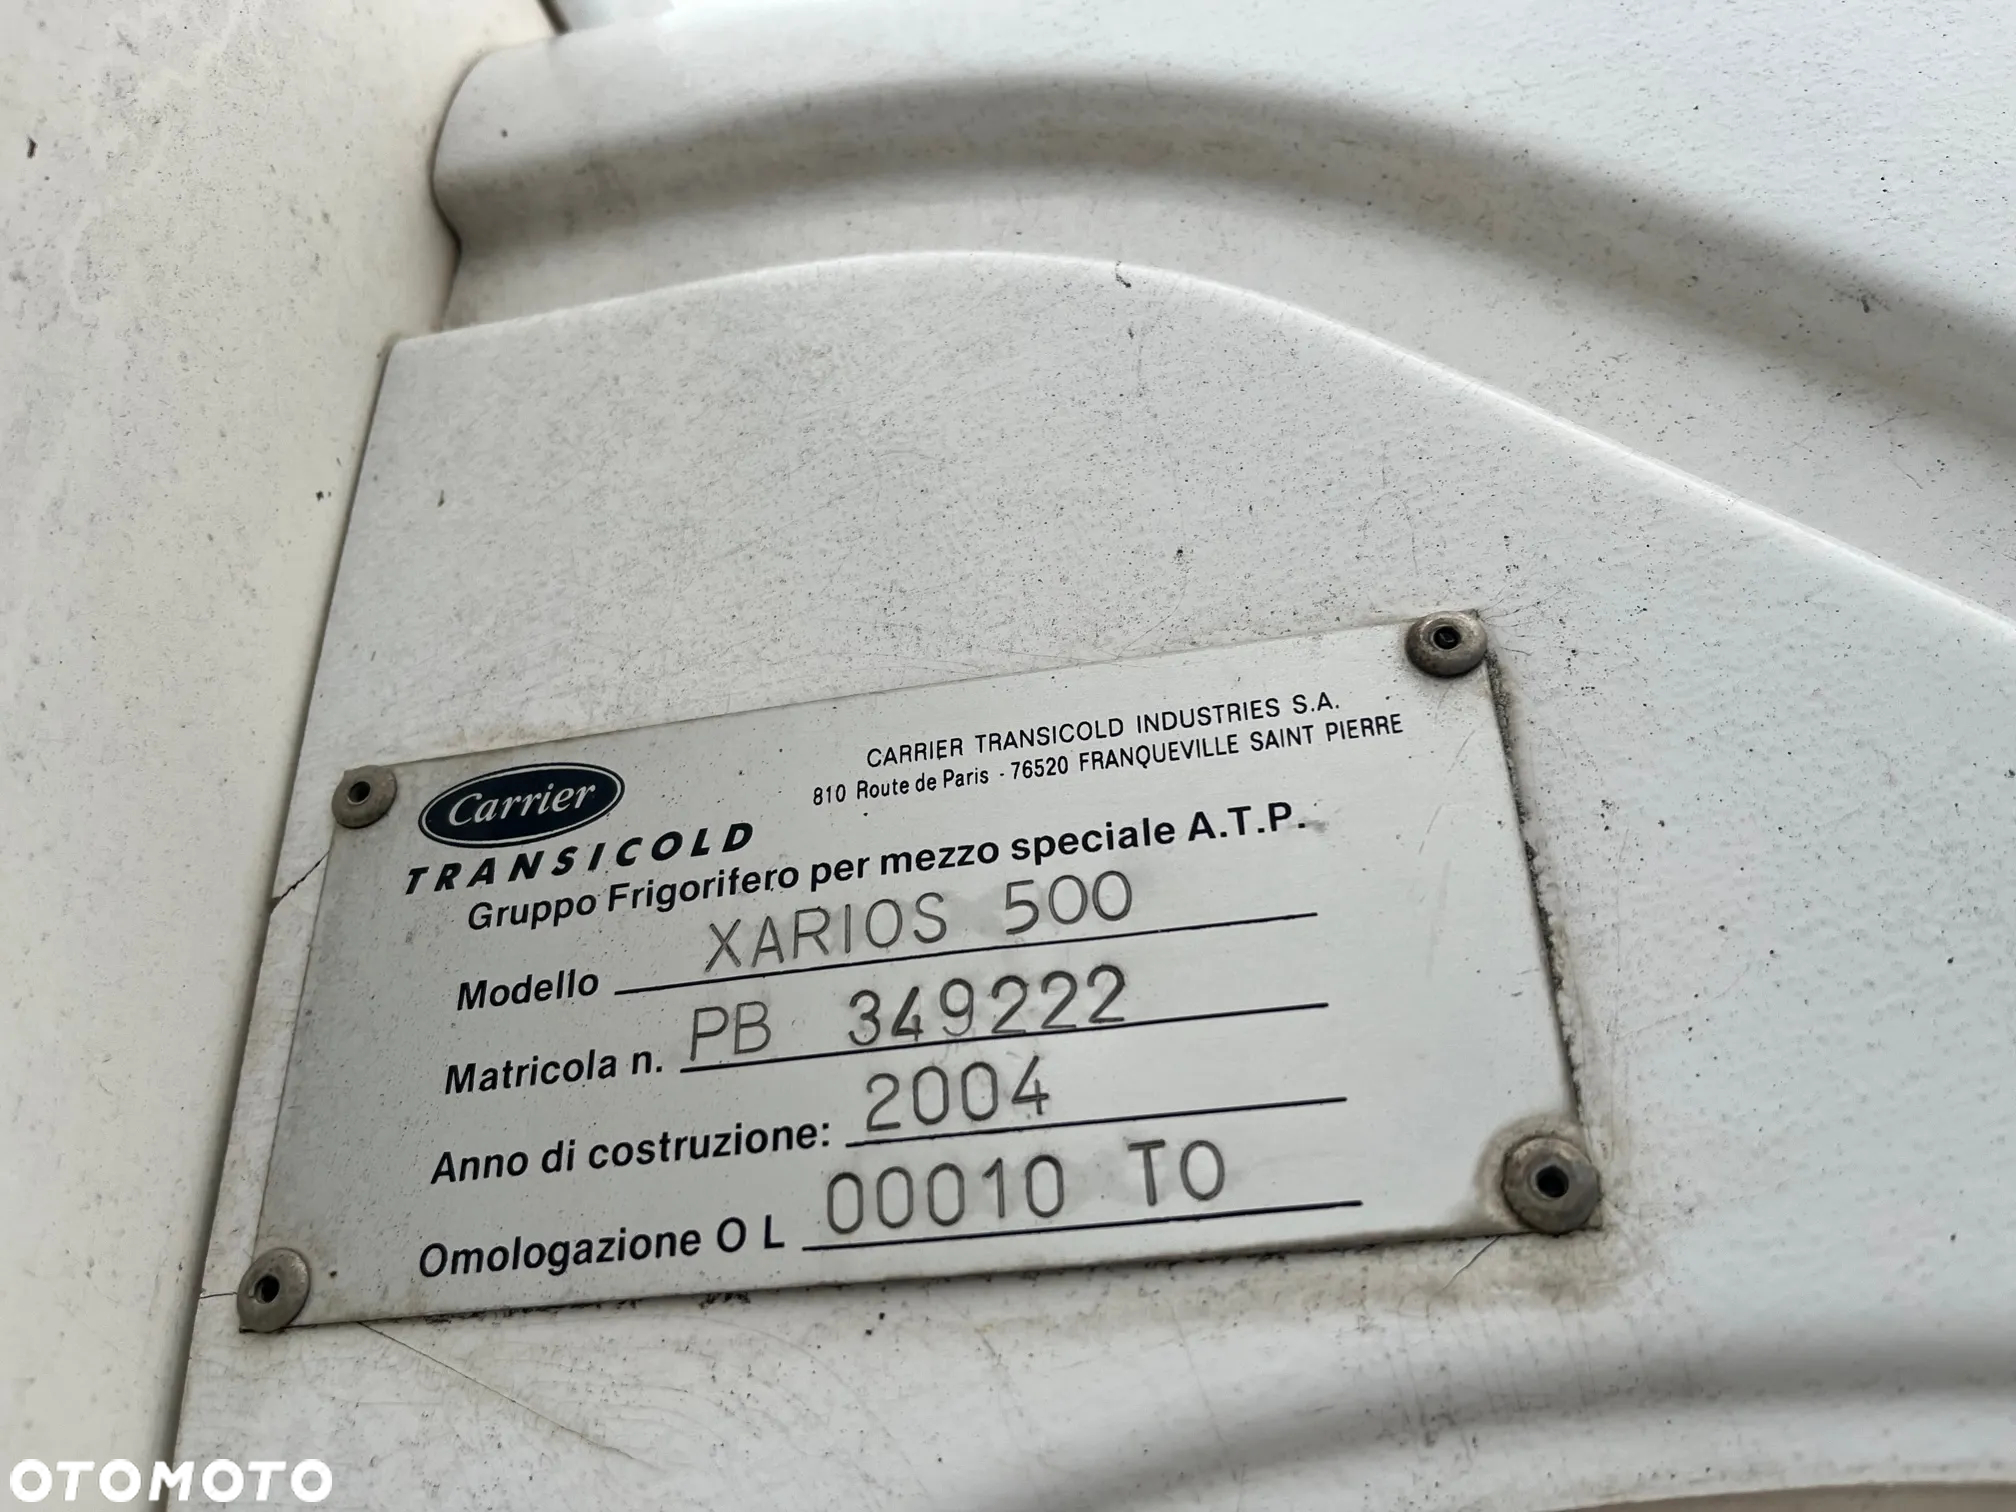 Carrier
TRANSICOLD
CARRIER TRANSICOLD INDUSTRIES S.A.
810 Route de Paris - 76520 FRANQUEVILLE SAINT PIERRE
Gruppo Frigorifero per mezzo speciale A.T.P.
Modello XARIOS 500
Matricola n. PB 349222
Anno di costruzione: 2004
Omologazione O L 00010 TO
OTOMOTO